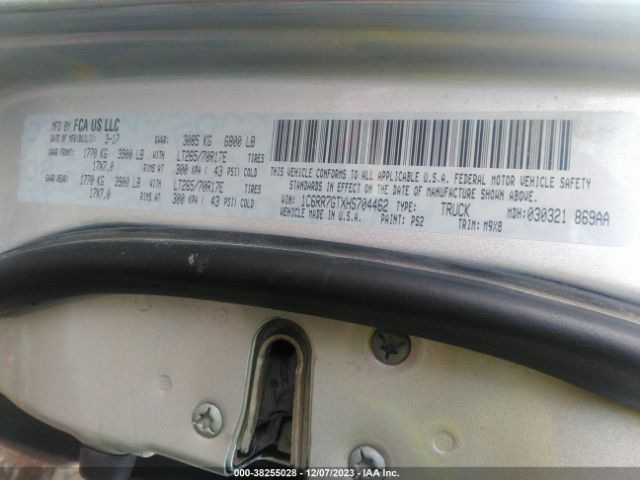 MFD BY FCA US LLC
DATE OF MFR(BUILT): 3-17 GVWR: 3085 KG 6800 LB
GAWR FRONT: 1770 KG 3900 LB WITH LT265/70R17E TIRES
17X7.0 RIMS AT 300 KPA ( 43 PSI) COLD
GAWR REAR: 1770 KG 3900 LB WITH LT265/70R17E TIRES
17X7.0 RIMS AT 300 KPA ( 43 PSI) COLD
THIS VEHICLE CONFORMS TO ALL APPLICABLE U.S.A. FEDERAL MOTOR VEHICLE SAFETY
STANDARDS IN EFFECT ON THE DATE OF MANUFACTURE SHOWN ABOVE.
VIN: 1C6RR7GTXHS704462 TYPE: TRUCK MDH: 030321 869AA
MADE IN U.S.A. PAINT: PS2 TRIM: M9X8
000-38255028 - 12/07/2023 - IAA Inc.